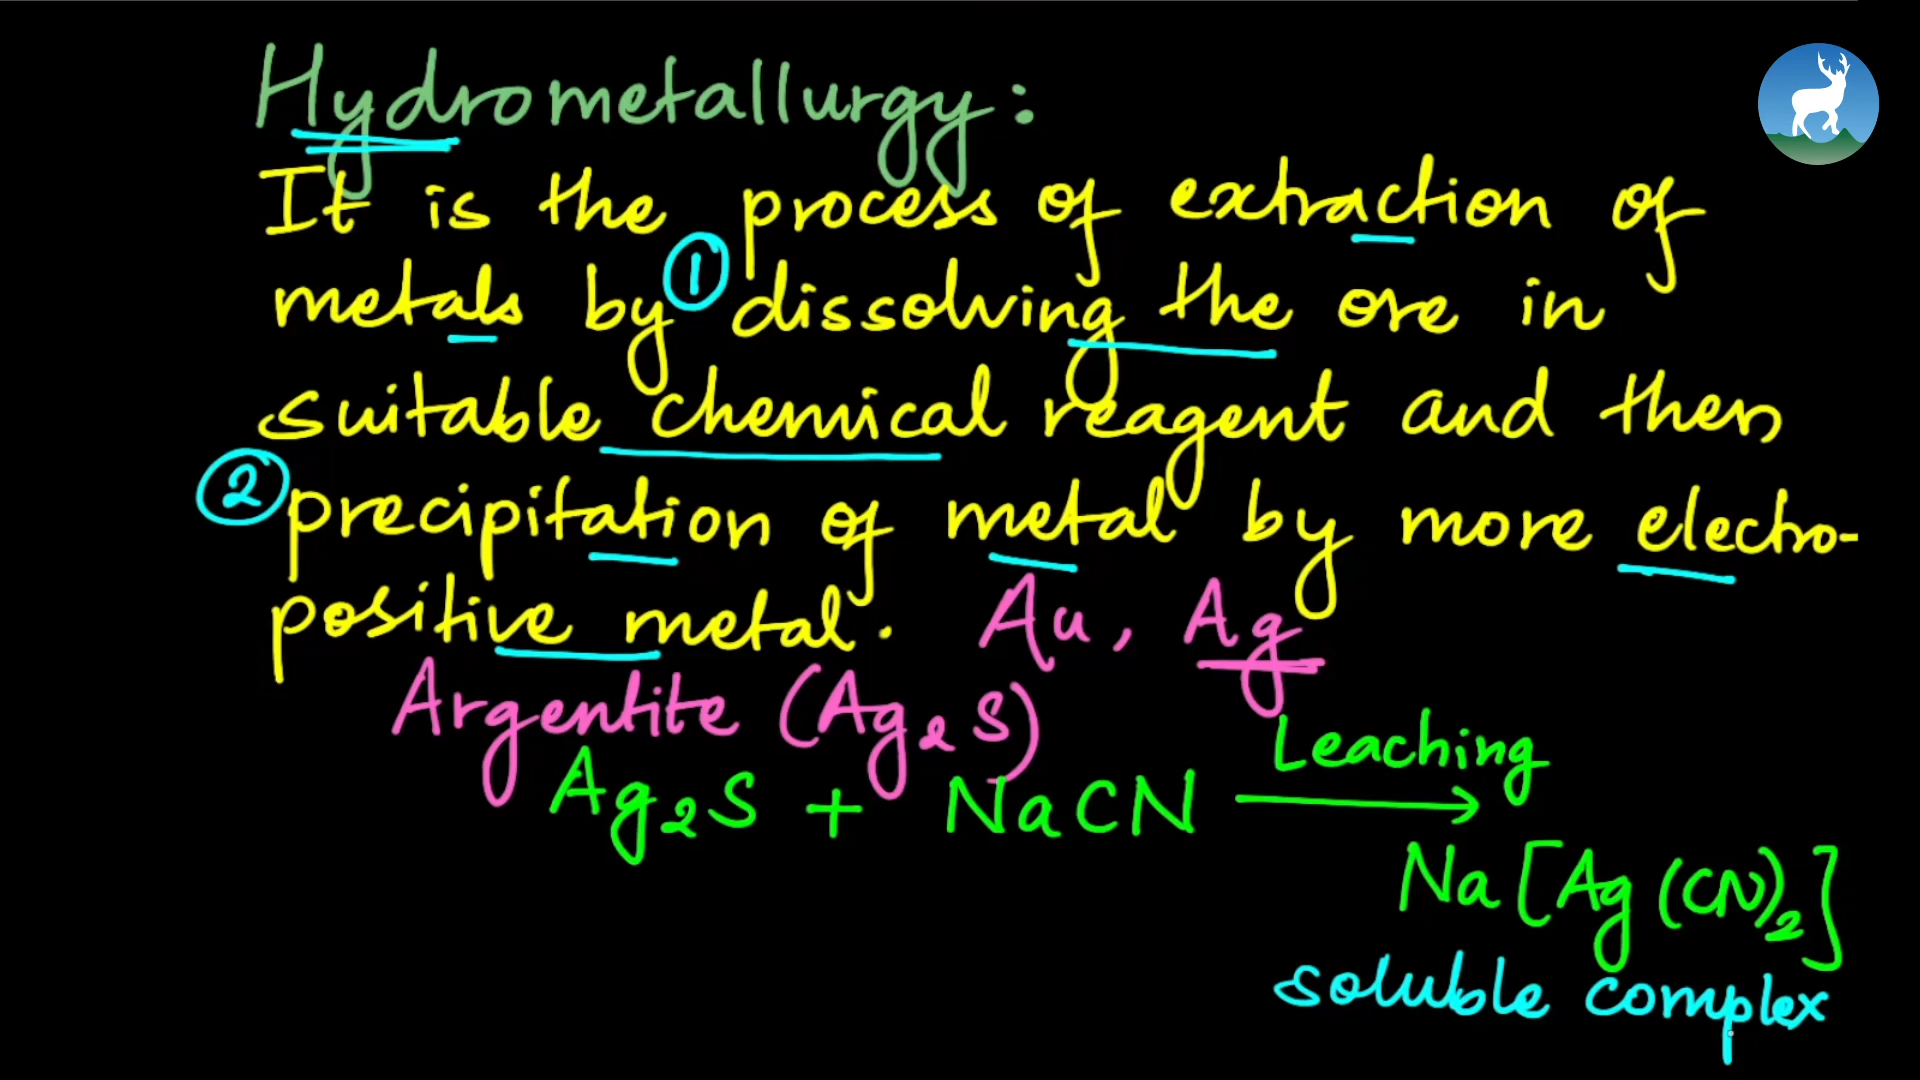 Hydrometallurgy:
It is the process of extraction of
metals by ① dissolving the ore in
suitable chemical reagent and then
② precipitation of metal by more electro-
positive metal. Au, Ag
Argentite (Ag₂S)
Ag₂S + NaCN Leaching →
Na[Ag(CN)₂]
soluble complex